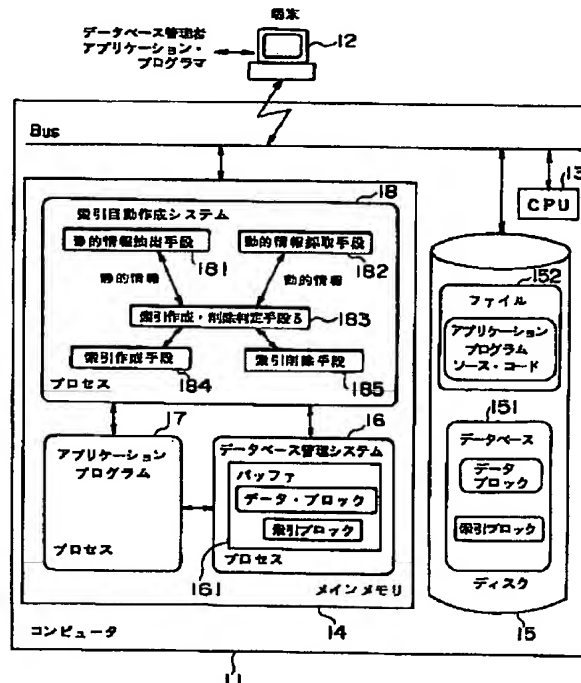 端末
データベース管理者
アプリケーション・
プログラマ
12
Bus
13
CPU
18
索引自動作成システム
静的情報抽出手段
181
動的情報採取手段
182
静的情報
動的情報
索引作成・削除判定手段る
183
索引作成手段
184
索引削除手段
185
プロセス
17
アプリケーション
プログラム
プロセス
16
データベース管理システム
バッファ
データ・ブロック
索引ブロック
プロセス
161
メインメモリ
14
152
ファイル
アプリケーション
プログラム
ソース・コード
151
データベース
データ
ブロック
索引ブロック
ディスク
15
コンピュータ
11